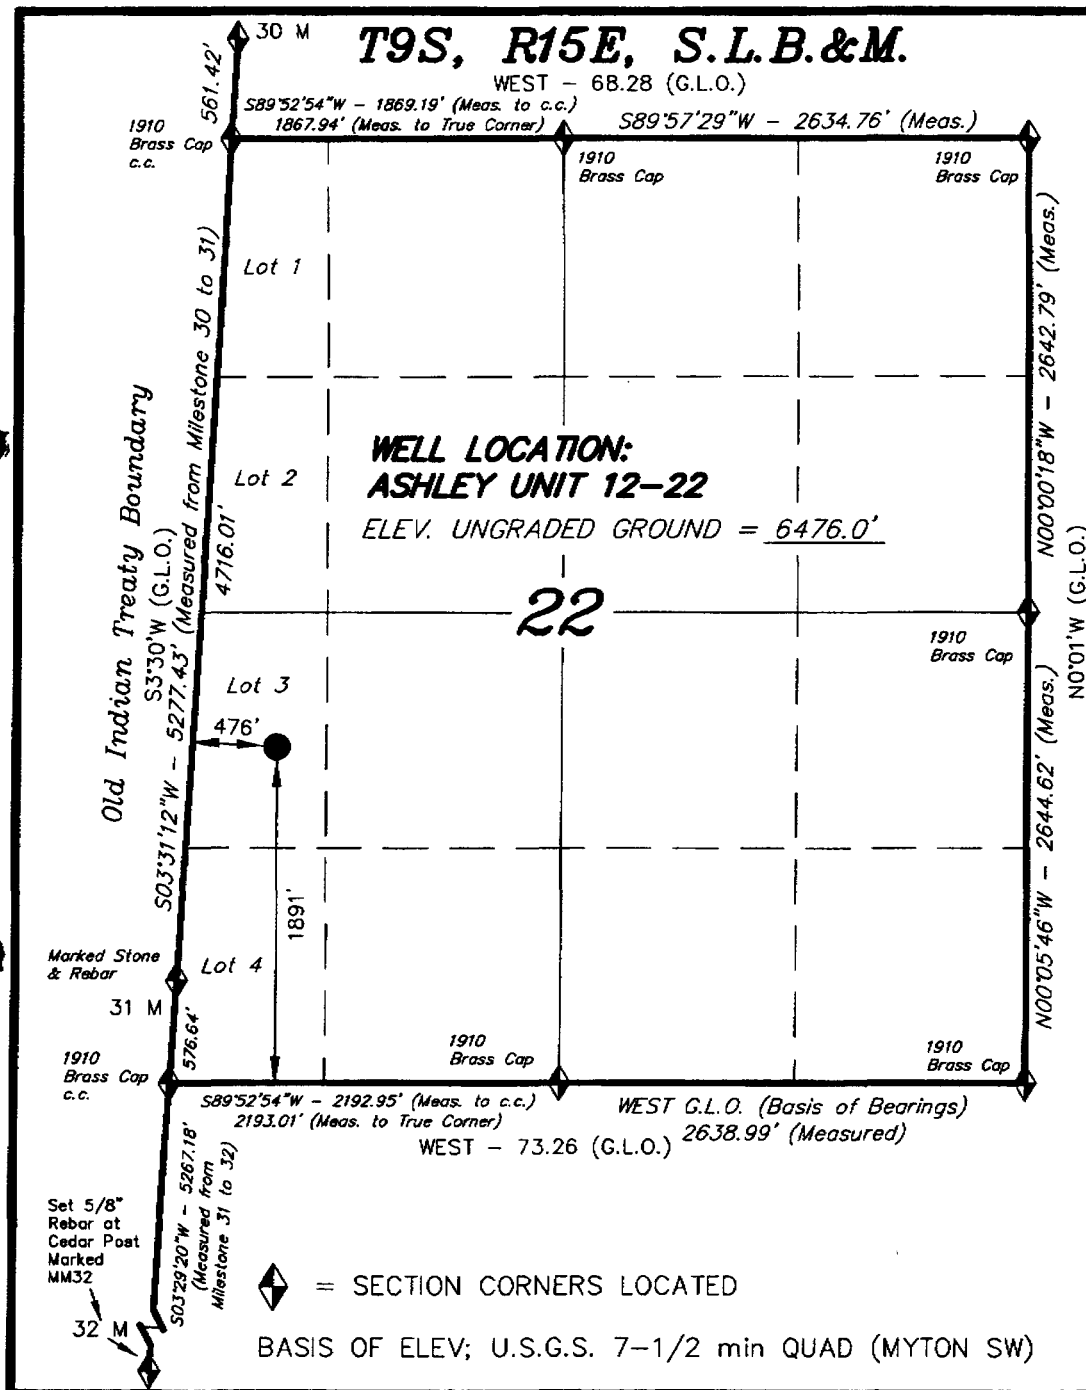 T9S, R15E, S.L.B.&M.
30 M
WEST - 68.28 (G.L.O.)
561.42'
S89°52'54"W - 1869.19' (Meas. to c.c.)
1867.94' (Meas. to True Corner)
S89°57'29"W - 2634.76' (Meas.)
1910
Brass Cap
c.c.
1910
Brass Cap
1910
Brass Cap
Lot 1
N00°00'18"W - 2642.79' (Meas.)
Old Indian Treaty Boundary
S3°30'W (G.L.O.)
S03°31'12"W - 5277.43' (Measured from Milestone 30 to 31)
4716.01'
WELL LOCATION:
ASHLEY UNIT 12-22
Lot 2
ELEV. UNGRADED GROUND = 6476.0'
N0°01'W (G.L.O.)
22
1910
Brass Cap
Lot 3
476'
N00°05'46"W - 2644.62' (Meas.)
1891'
Marked Stone
& Rebar
Lot 4
31 M
576.64'
1910
Brass Cap
c.c.
1910
Brass Cap
1910
Brass Cap
S89°52'54"W - 2192.95' (Meas. to c.c.)
2193.01' (Meas. to True Corner)
WEST G.L.O. (Basis of Bearings)
2638.99' (Measured)
WEST - 73.26 (G.L.O.)
S03°29'20"W - 5267.18'
(Measured from
Milestone 31 to 32)
Set 5/8"
Rebar at
Cedar Post
Marked
MM32
32 M
= SECTION CORNERS LOCATED
BASIS OF ELEV; U.S.G.S. 7-1/2 min QUAD (MYTON SW)